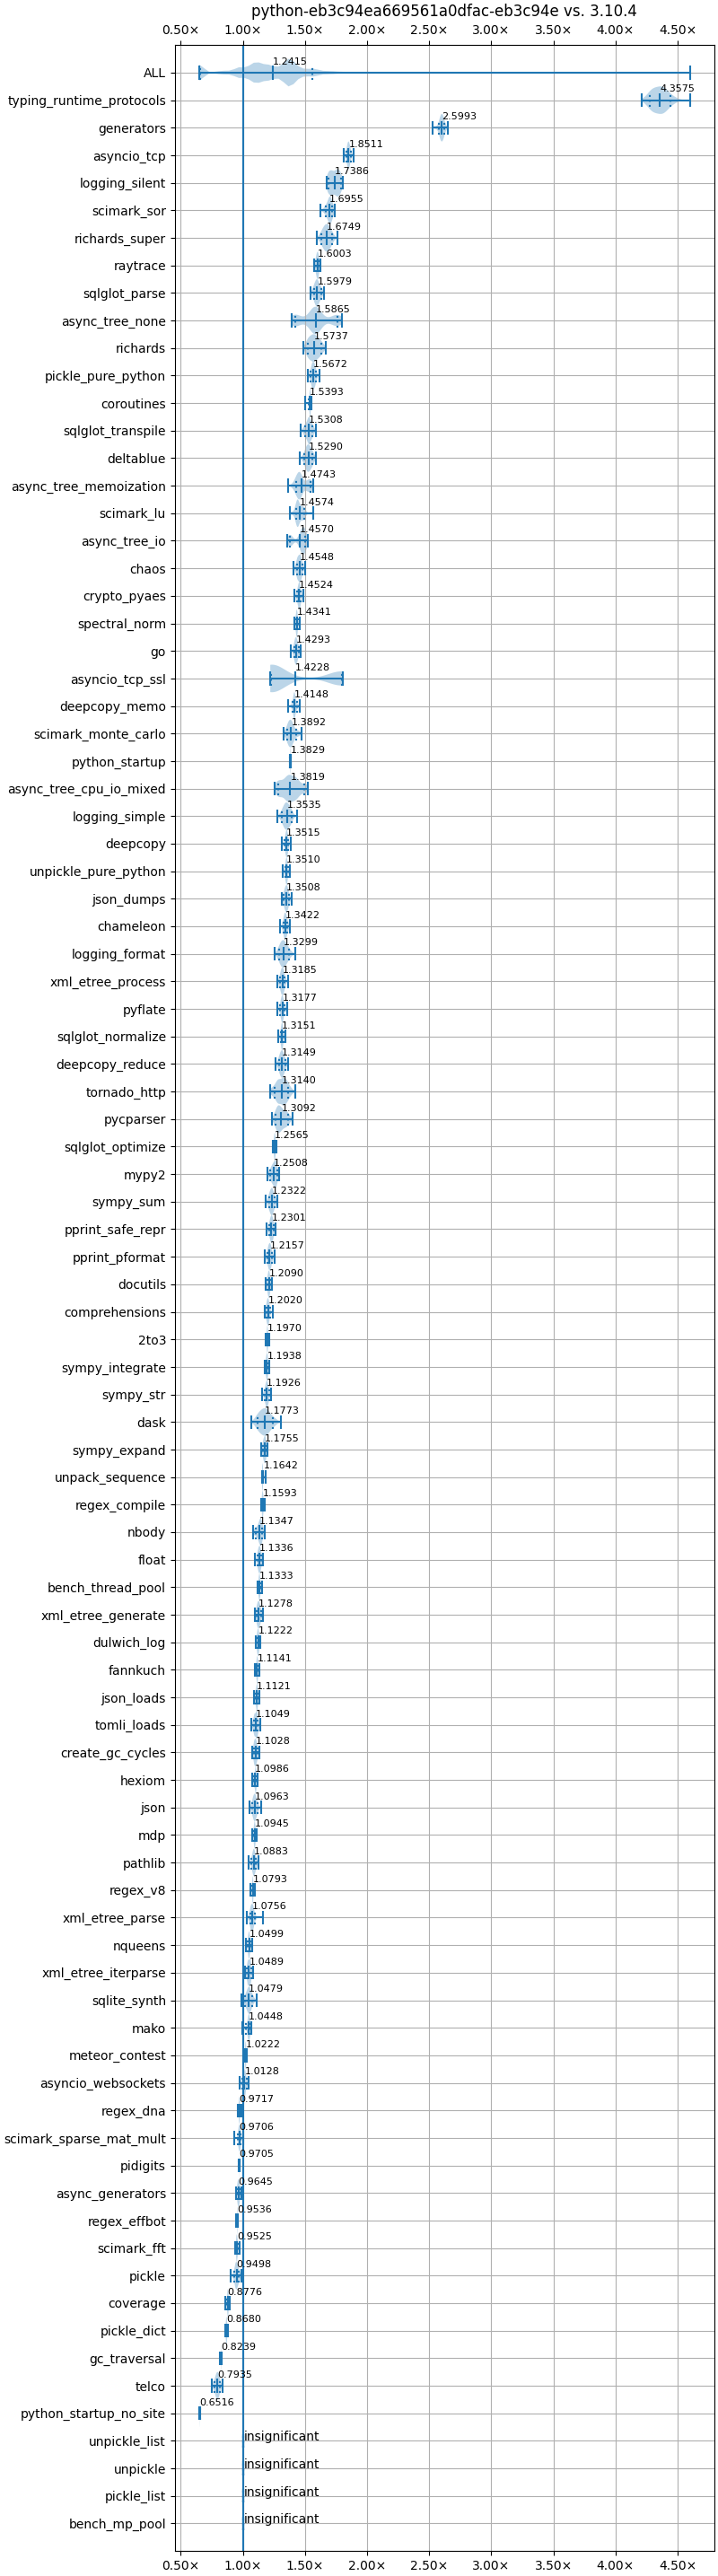 python-eb3c94ea669561a0dfac-eb3c94e vs. 3.10.4
0.50× 1.00× 1.50× 2.00× 2.50× 3.00× 3.50× 4.00× 4.50×
ALL 1.2415
typing_runtime_protocols 4.3575
generators 2.5993
asyncio_tcp 1.8511
logging_silent 1.7386
scimark_sor 1.6955
richards_super 1.6749
raytrace 1.6003
sqlglot_parse 1.5979
async_tree_none 1.5865
richards 1.5737
pickle_pure_python 1.5672
coroutines 1.5393
sqlglot_transpile 1.5308
deltablue 1.5290
async_tree_memoization 1.4743
scimark_lu 1.4574
async_tree_io 1.4570
chaos 1.4548
crypto_pyaes 1.4524
spectral_norm 1.4341
go 1.4293
asyncio_tcp_ssl 1.4228
deepcopy_memo 1.4148
scimark_monte_carlo 1.3892
python_startup 1.3829
async_tree_cpu_io_mixed 1.3819
logging_simple 1.3535
deepcopy 1.3515
unpickle_pure_python 1.3510
json_dumps 1.3508
chameleon 1.3422
logging_format 1.3299
xml_etree_process 1.3185
pyflate 1.3177
sqlglot_normalize 1.3151
deepcopy_reduce 1.3149
tornado_http 1.3140
pycparser 1.3092
sqlglot_optimize 1.2565
mypy2 1.2508
sympy_sum 1.2322
pprint_safe_repr 1.2301
pprint_pformat 1.2157
docutils 1.2090
comprehensions 1.2020
2to3 1.1970
sympy_integrate 1.1938
sympy_str 1.1926
dask 1.1773
sympy_expand 1.1755
unpack_sequence 1.1642
regex_compile 1.1593
nbody 1.1347
float 1.1336
bench_thread_pool 1.1333
xml_etree_generate 1.1278
dulwich_log 1.1222
fannkuch 1.1141
json_loads 1.1121
tomli_loads 1.1049
create_gc_cycles 1.1028
hexiom 1.0986
json 1.0963
mdp 1.0945
pathlib 1.0883
regex_v8 1.0793
xml_etree_parse 1.0756
nqueens 1.0499
xml_etree_iterparse 1.0489
sqlite_synth 1.0479
mako 1.0448
meteor_contest 1.0222
asyncio_websockets 1.0128
regex_dna 0.9717
scimark_sparse_mat_mult 0.9706
pidigits 0.9705
async_generators 0.9645
regex_effbot 0.9536
scimark_fft 0.9525
pickle 0.9498
coverage 0.8776
pickle_dict 0.8680
gc_traversal 0.8239
telco 0.7935
python_startup_no_site 0.6516
unpickle_list insignificant
unpickle insignificant
pickle_list insignificant
bench_mp_pool insignificant
0.50× 1.00× 1.50× 2.00× 2.50× 3.00× 3.50× 4.00× 4.50×